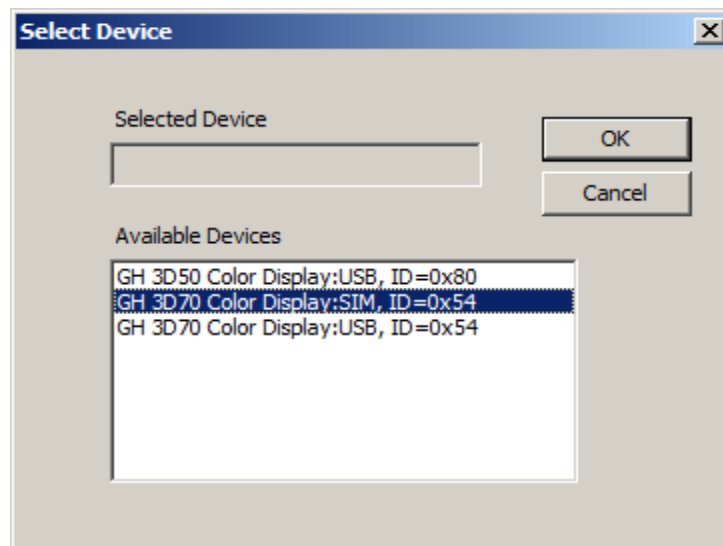 Select Device
Selected Device
OK
Cancel
Available Devices
GH 3D50 Color Display:USB, ID=0x80
GH 3D70 Color Display:SIM, ID=0x54
GH 3D70 Color Display:USB, ID=0x54